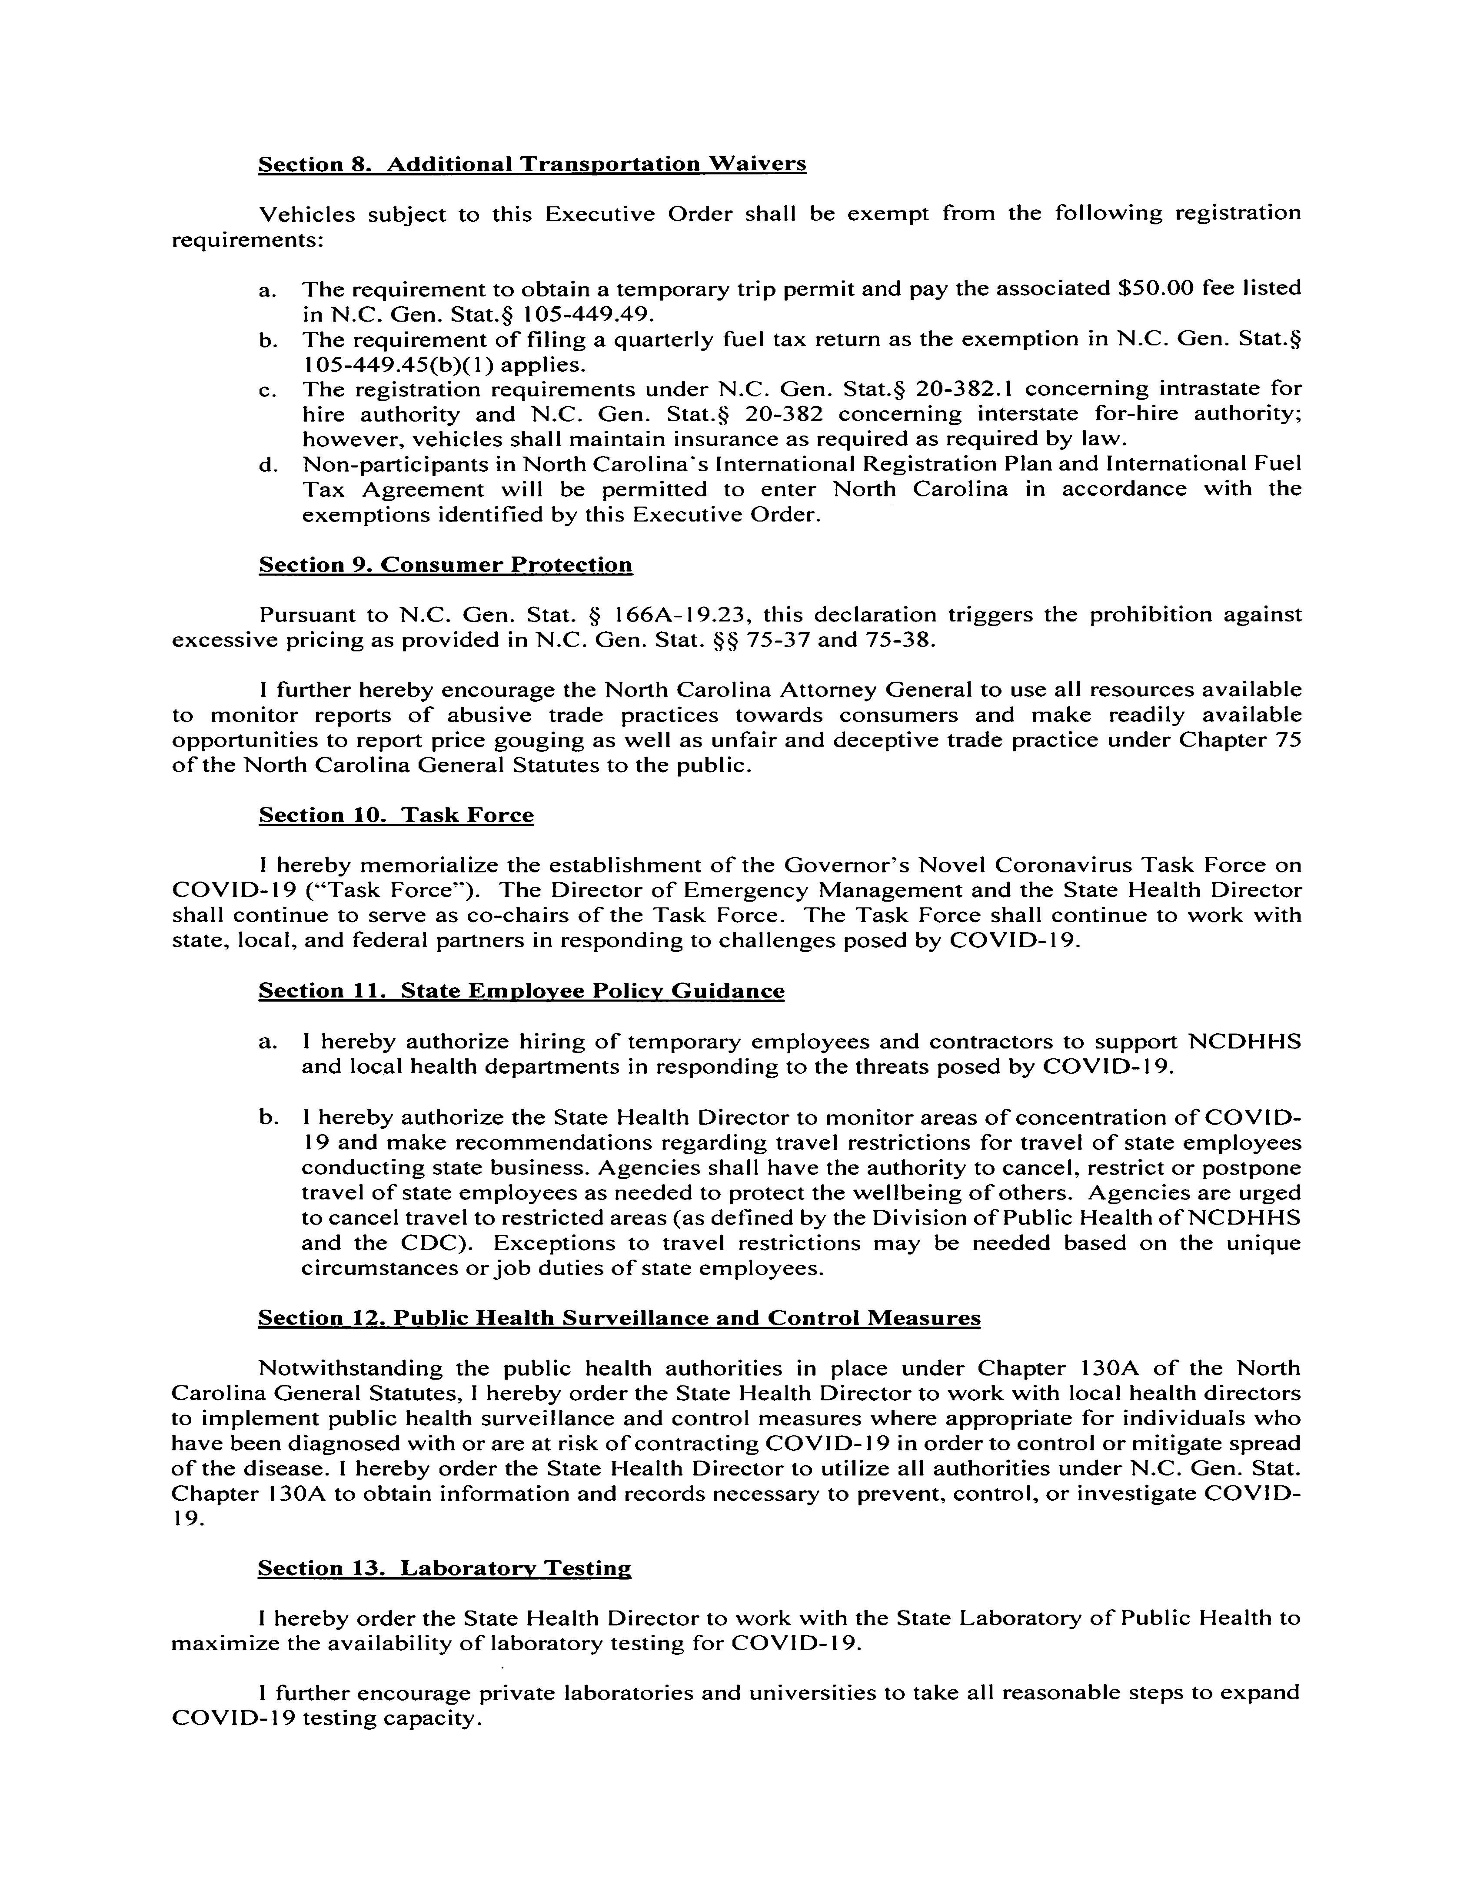 Section 8. Additional Transportation Waivers
Vehicles subject to this Executive Order shall be exempt from the following registration
requirements:
a. The requirement to obtain a temporary trip permit and pay the associated $50.00 fee listed
in N.C. Gen. Stat.§ 105-449.49.
b. The requirement of filing a quarterly fuel tax return as the exemption in N.C. Gen. Stat.§
105-449.45(b)(1) applies.
c. The registration requirements under N.C. Gen. Stat.§ 20-382.1 concerning intrastate for
hire authority and N.C. Gen. Stat.§ 20-382 concerning interstate for-hire authority;
however, vehicles shall maintain insurance as required as required by law.
d. Non-participants in North Carolina's International Registration Plan and International Fuel
Tax Agreement will be permitted to enter North Carolina in accordance with the
exemptions identified by this Executive Order.
Section 9. Consumer Protection
Pursuant to N.C. Gen. Stat. § 166A-19.23, this declaration triggers the prohibition against
excessive pricing as provided in N.C. Gen. Stat. §§ 75-37 and 75-38.
I further hereby encourage the North Carolina Attorney General to use all resources available
to monitor reports of abusive trade practices towards consumers and make readily available
opportunities to report price gouging as well as unfair and deceptive trade practice under Chapter 75
of the North Carolina General Statutes to the public.
Section 10. Task Force
I hereby memorialize the establishment of the Governor's Novel Coronavirus Task Force on
COVID-19 (“Task Force”). The Director of Emergency Management and the State Health Director
shall continue to serve as co-chairs of the Task Force. The Task Force shall continue to work with
state, local, and federal partners in responding to challenges posed by COVID-19.
Section 11. State Employee Policy Guidance
a. I hereby authorize hiring of temporary employees and contractors to support NCDHHS
and local health departments in responding to the threats posed by COVID-19.
b. I hereby authorize the State Health Director to monitor areas of concentration of COVID-
19 and make recommendations regarding travel restrictions for travel of state employees
conducting state business. Agencies shall have the authority to cancel, restrict or postpone
travel of state employees as needed to protect the wellbeing of others. Agencies are urged
to cancel travel to restricted areas (as defined by the Division of Public Health of NCDHHS
and the CDC). Exceptions to travel restrictions may be needed based on the unique
circumstances or job duties of state employees.
Section 12. Public Health Surveillance and Control Measures
Notwithstanding the public health authorities in place under Chapter 130A of the North
Carolina General Statutes, I hereby order the State Health Director to work with local health directors
to implement public health surveillance and control measures where appropriate for individuals who
have been diagnosed with or are at risk of contracting COVID-19 in order to control or mitigate spread
of the disease. I hereby order the State Health Director to utilize all authorities under N.C. Gen. Stat.
Chapter 130A to obtain information and records necessary to prevent, control, or investigate COVID-
19.
Section 13. Laboratory Testing
I hereby order the State Health Director to work with the State Laboratory of Public Health to
maximize the availability of laboratory testing for COVID-19.
I further encourage private laboratories and universities to take all reasonable steps to expand
COVID-19 testing capacity.